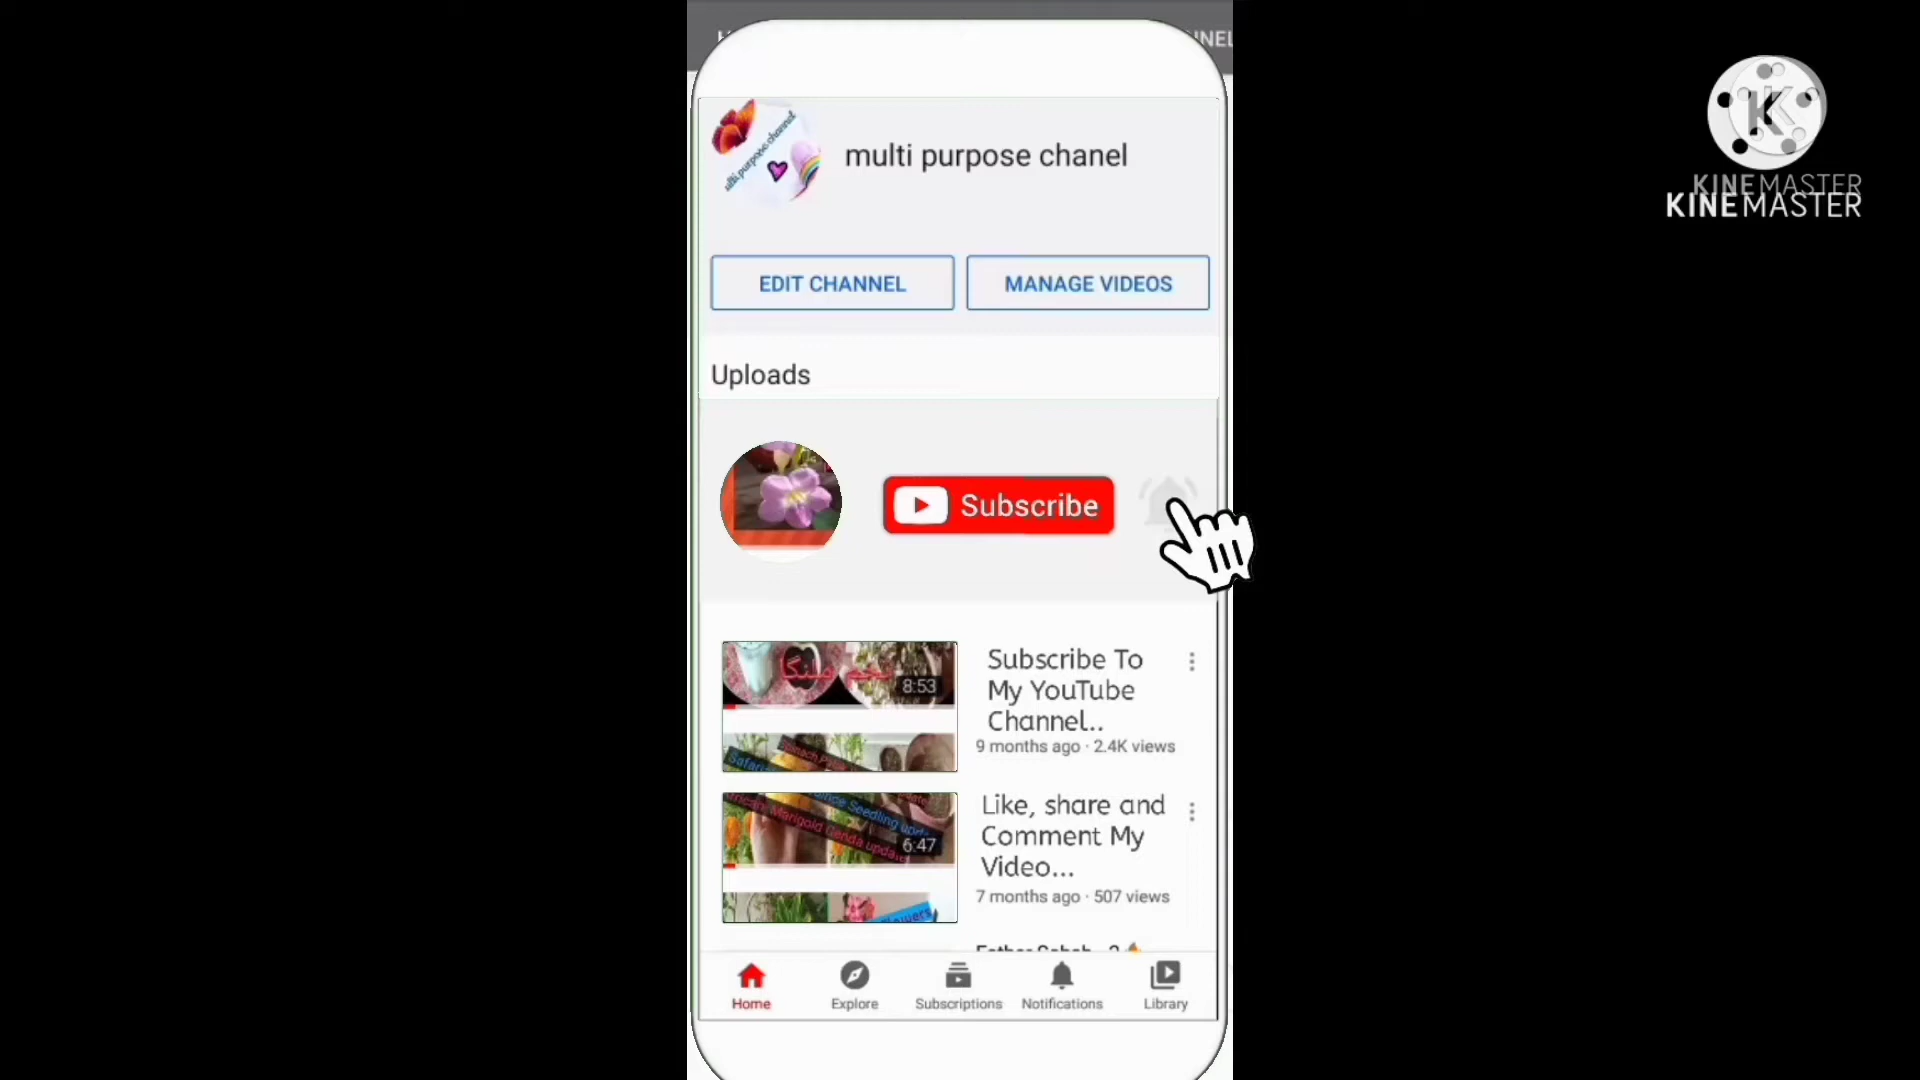 NNEL
KINEMASTER
KINEMASTER
multi purpose chanel
EDIT CHANNEL
MANAGE VIDEOS
Uploads
Subscribe
Subscribe To
My YouTube
Channel..
9 months ago · 2.4K views
8:53
Like, share and
Comment My
Video...
7 months ago · 507 views
6:47
Home
Explore
Subscriptions
Notifications
Library